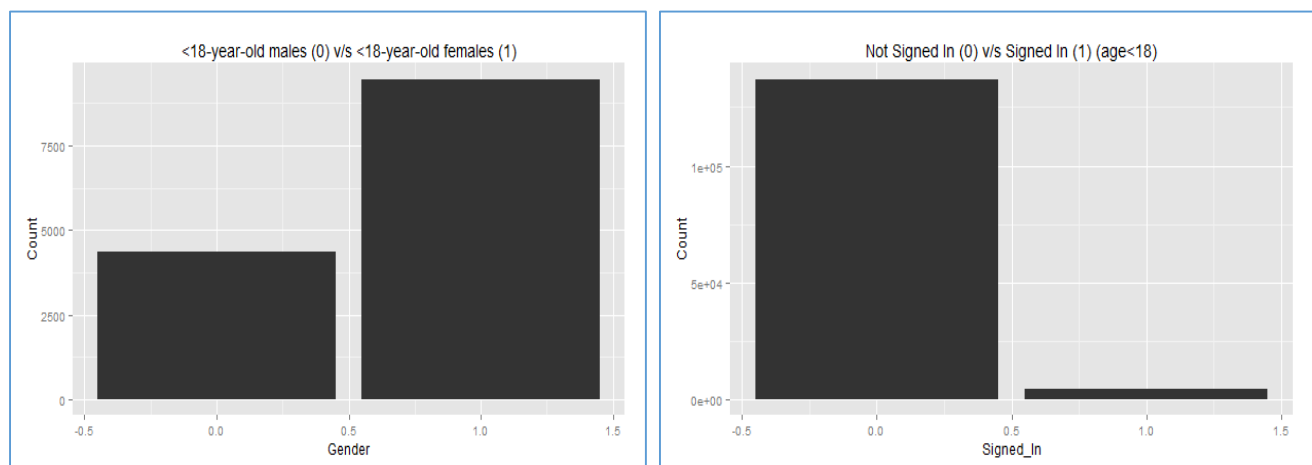 <18-year-old males (0) v/s <18-year-old females (1)
Count
7500
5000
2500
0
-0.5
0.0
0.5
1.0
1.5
Gender
Not Signed In (0) v/s Signed In (1) (age<18)
Count
1e+05
5e+04
0e+00
-0.5
0.0
0.5
1.0
1.5
Signed_In